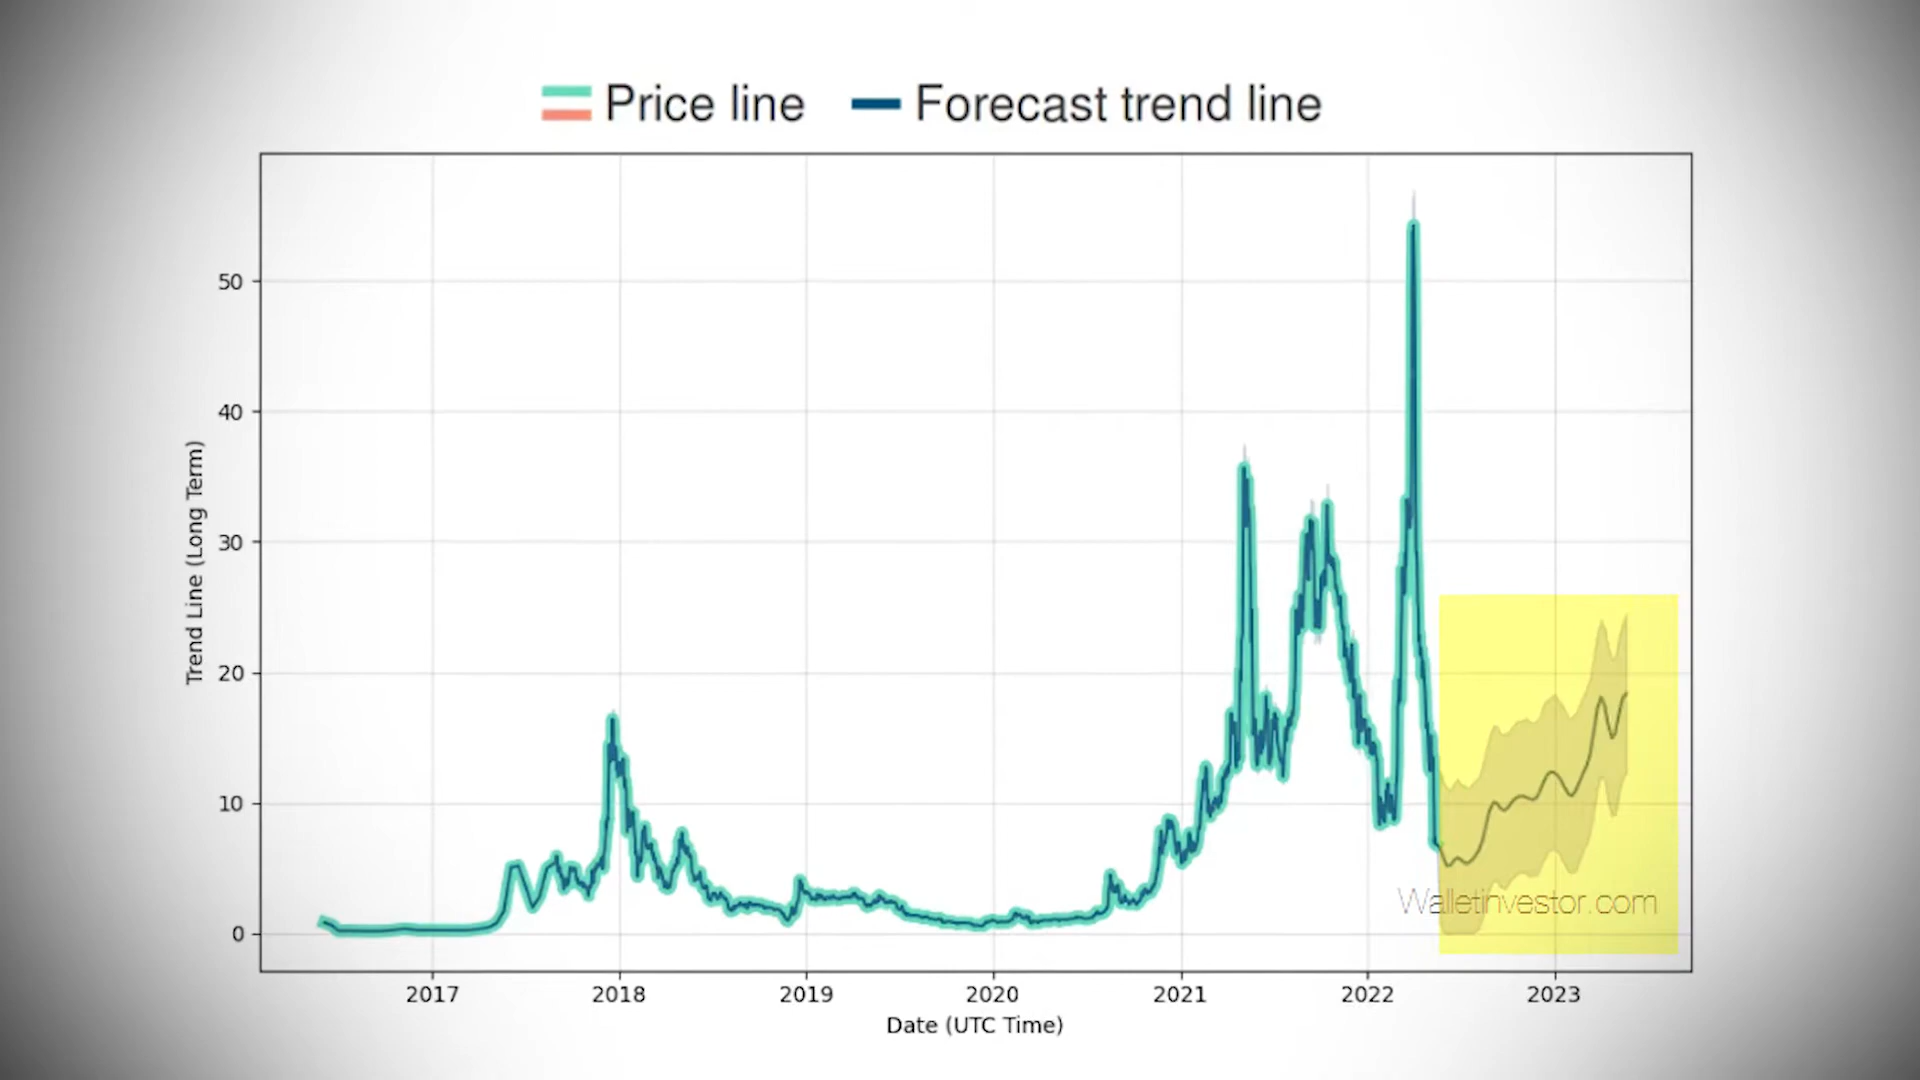 Price line Forecast trend line
50
40
30
20
10
0
Trend Line (Long Term)
Walletinvestor.com
2017 2018 2019 2020 2021 2022 2023
Date (UTC Time)